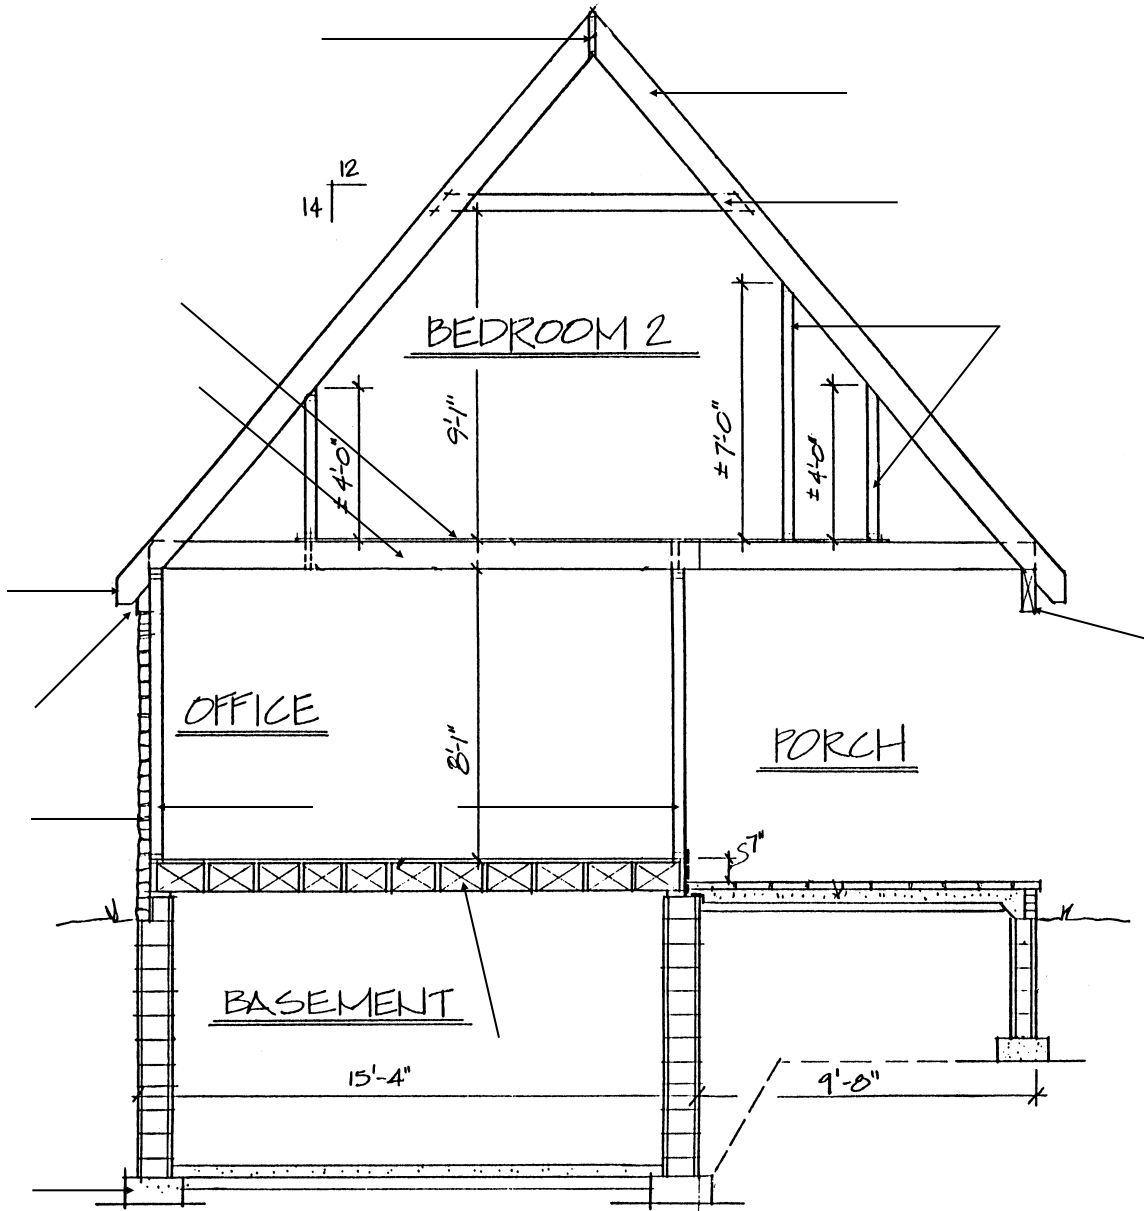 12
14
BEDROOM 2
9'-1"
± 7'-0"
± 4'-0"
± 4'-0"
OFFICE
8'-1"
PORCH
7"
BASEMENT
15'-4"
9'-8"